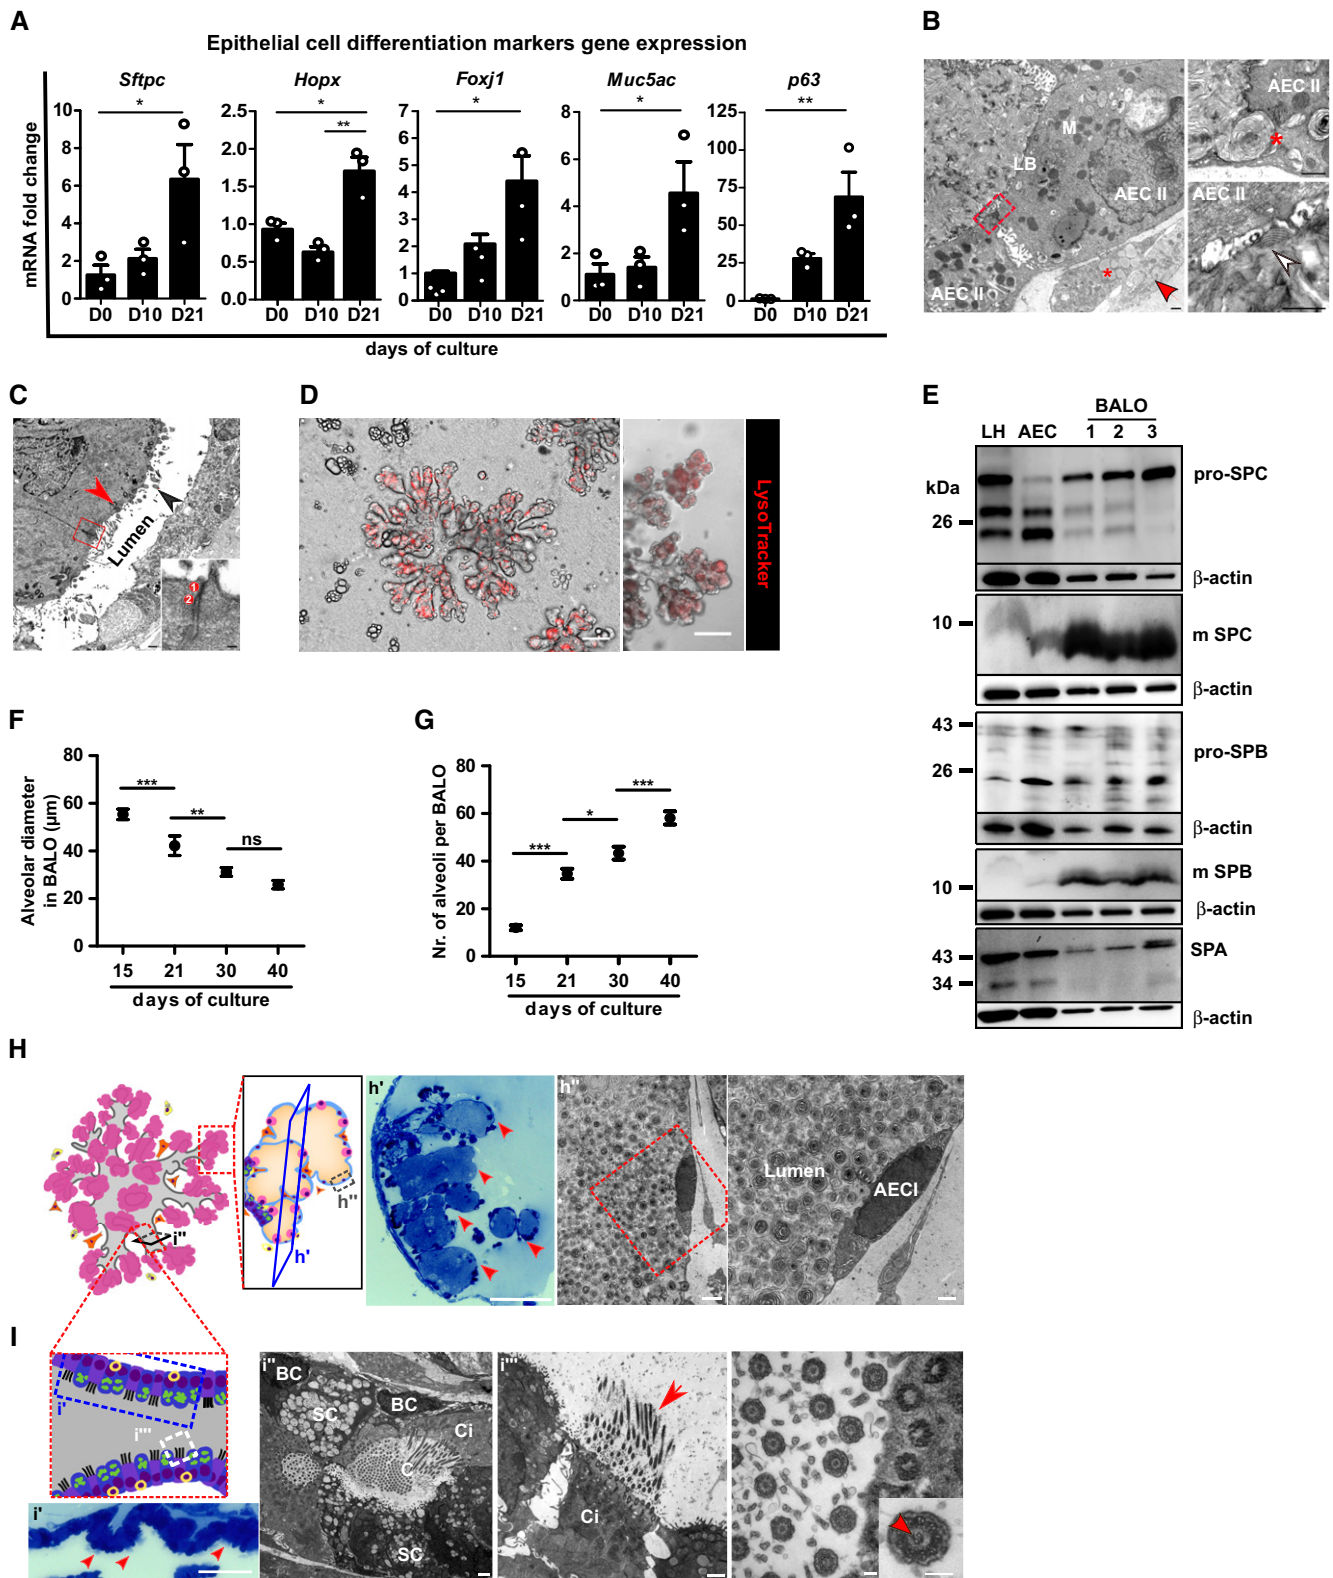 A
Epithelial cell differentiation markers gene expression
Sftpc Hopx Foxj1 Muc5ac p63
mRNA fold change
10 8 6 4 2 0
2.5 2.0 1.5 1.0 0.5 0.0
7 6 5 4 3 2 1 0
8 6 4 2 0
125 100 75 50 25 0
* * ** * * **
D0 D10 D21 D0 D10 D21 D0 D10 D21 D0 D10 D21 D0 D10 D21
days of culture
B
M
LB
AEC II
AEC II
*
AEC II
*
AEC II
C
Lumen
1
2
D
LysoTracker
E
BALO
LH AEC 1 2 3
kDa
pro-SPC
26
β-actin
10
m SPC
β-actin
43
pro-SPB
26
β-actin
m SPB
10
β-actin
SPA
43
34
β-actin
F
Alveolar diameter
in BALO (µm)
80
60
40
20
0
*** ** ns
15 21 30 40
days of culture
G
Nr. of alveoli per BALO
80
60
40
20
0
*** * ***
15 21 30 40
days of culture
H
i"
h"
h'
h'
h"
Lumen
AECI
I
i'
i'''
i'
i"
BC
SC
BC
Ci
C
SC
i'''
Ci